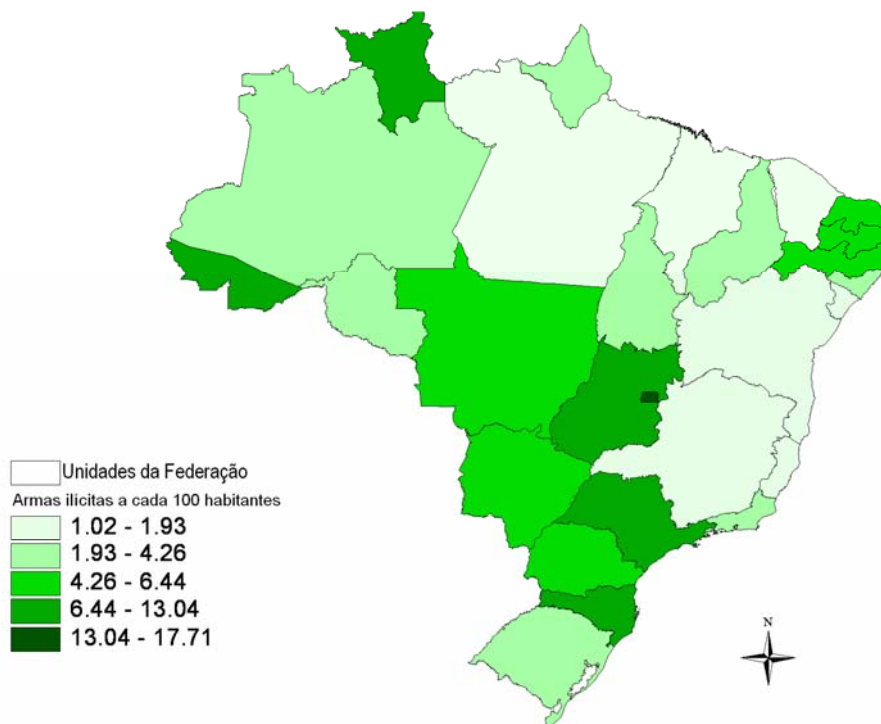 N
Unidades da Federação
Armas ilicitas a cada 100 habitantes
1.02 - 1.93
1.93 - 4.26
4.26 - 6.44
6.44 - 13.04
13.04 - 17.71